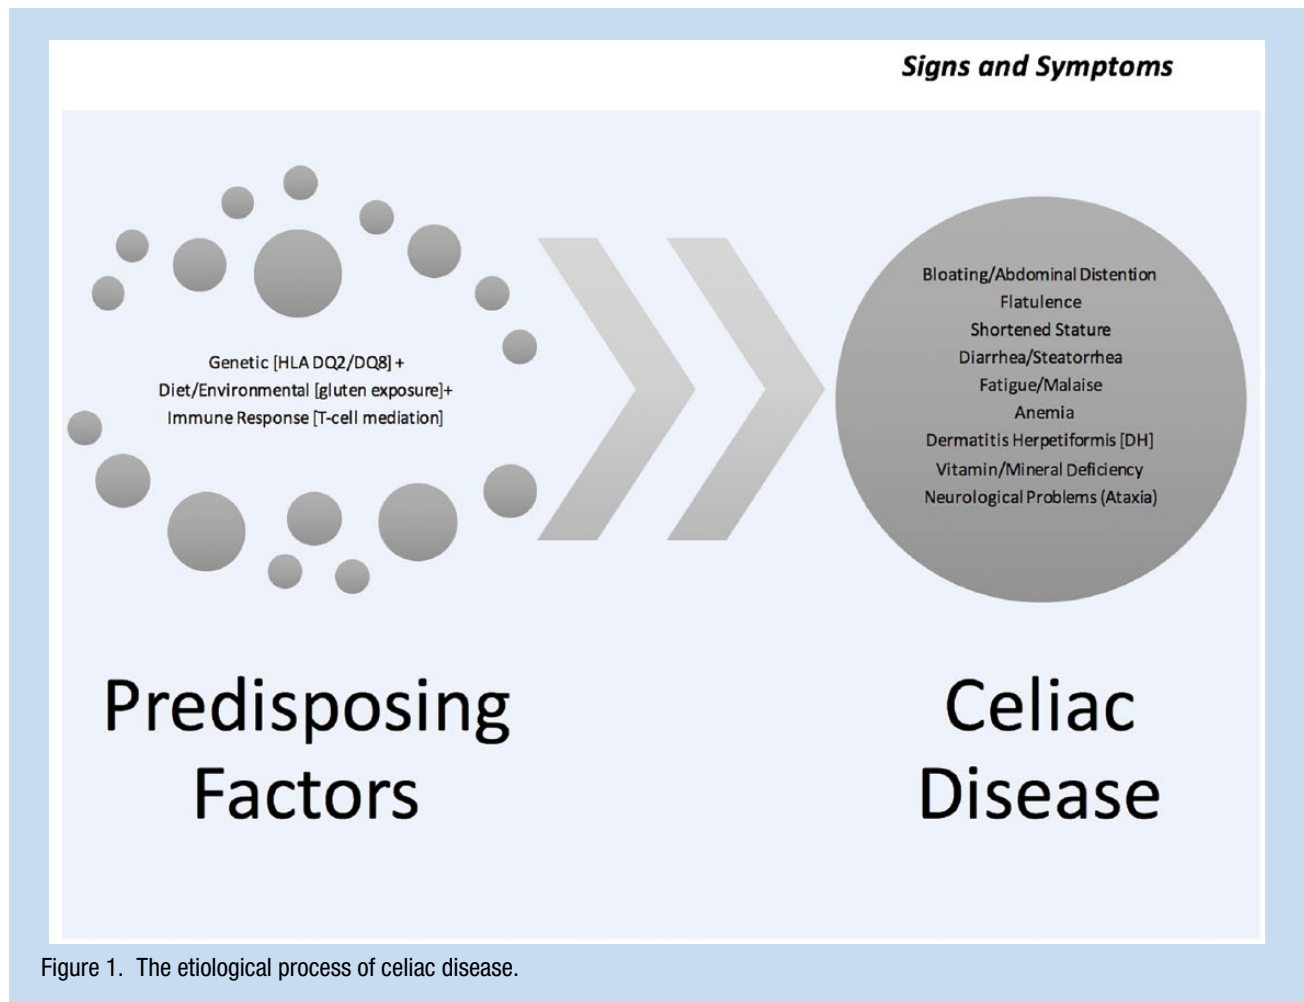 Signs and Symptoms
Genetic [HLA DQ2/DQ8] +
Diet/Environmental [gluten exposure]+
Immune Response [T-cell mediation]
Bloating/Abdominal Distention
Flatulence
Shortened Stature
Diarrhea/Steatorrhea
Fatigue/Malaise
Anemia
Dermatitis Herpetiformis [DH]
Vitamin/Mineral Deficiency
Neurological Problems (Ataxia)
Predisposing
Factors
Celiac
Disease
Figure 1. The etiological process of celiac disease.